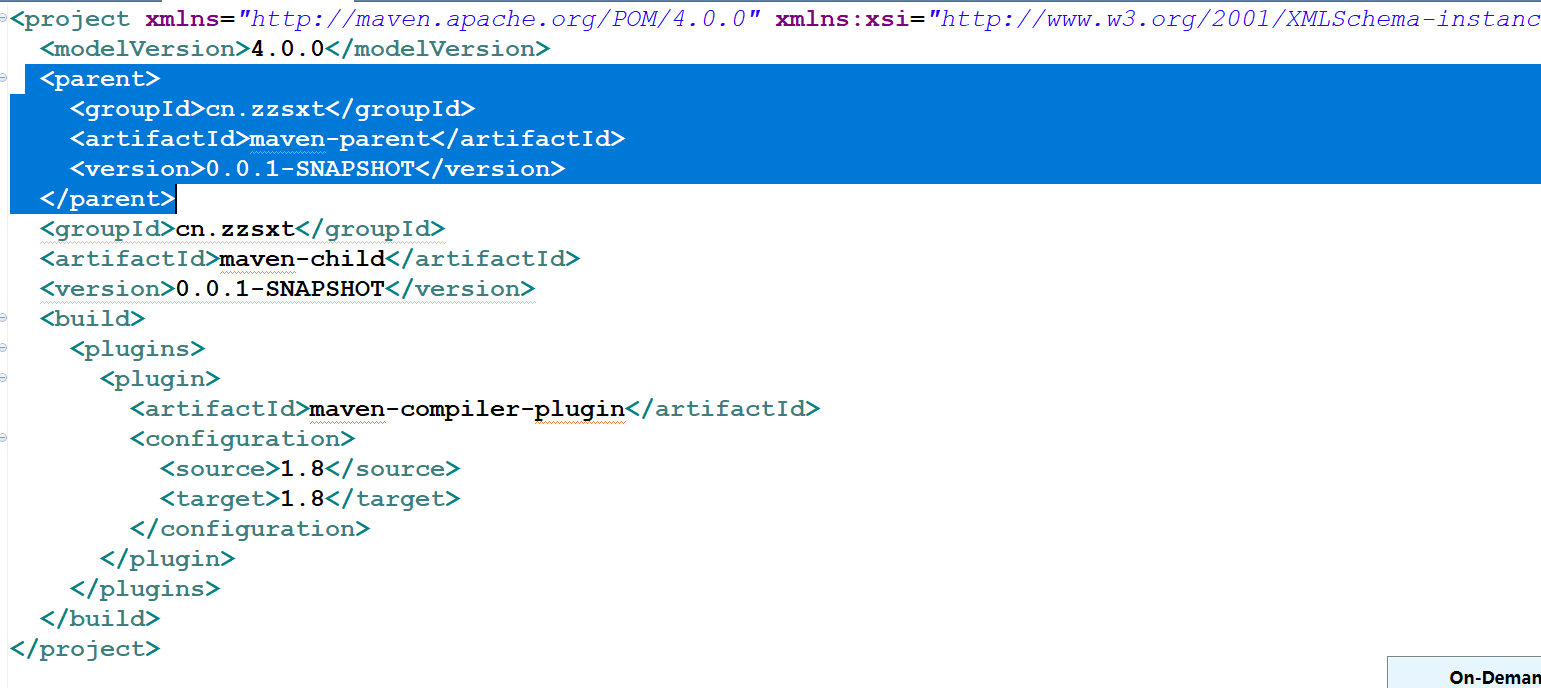 <project xmlns="http://maven.apache.org/POM/4.0.0" xmlns:xsi="http://www.w3.org/2001/XMLSchema-instanc
<modelVersion>4.0.0</modelVersion>
<parent>
<groupId>cn.zzsxt</groupId>
<artifactId>maven-parent</artifactId>
<version>0.0.1-SNAPSHOT</version>
</parent>
<groupId>cn.zzsxt</groupId>
<artifactId>maven-child</artifactId>
<version>0.0.1-SNAPSHOT</version>
<build>
<plugins>
<plugin>
<artifactId>maven-compiler-plugin</artifactId>
<configuration>
<source>1.8</source>
<target>1.8</target>
</configuration>
</plugin>
</plugins>
</build>
</project>
On-Deman